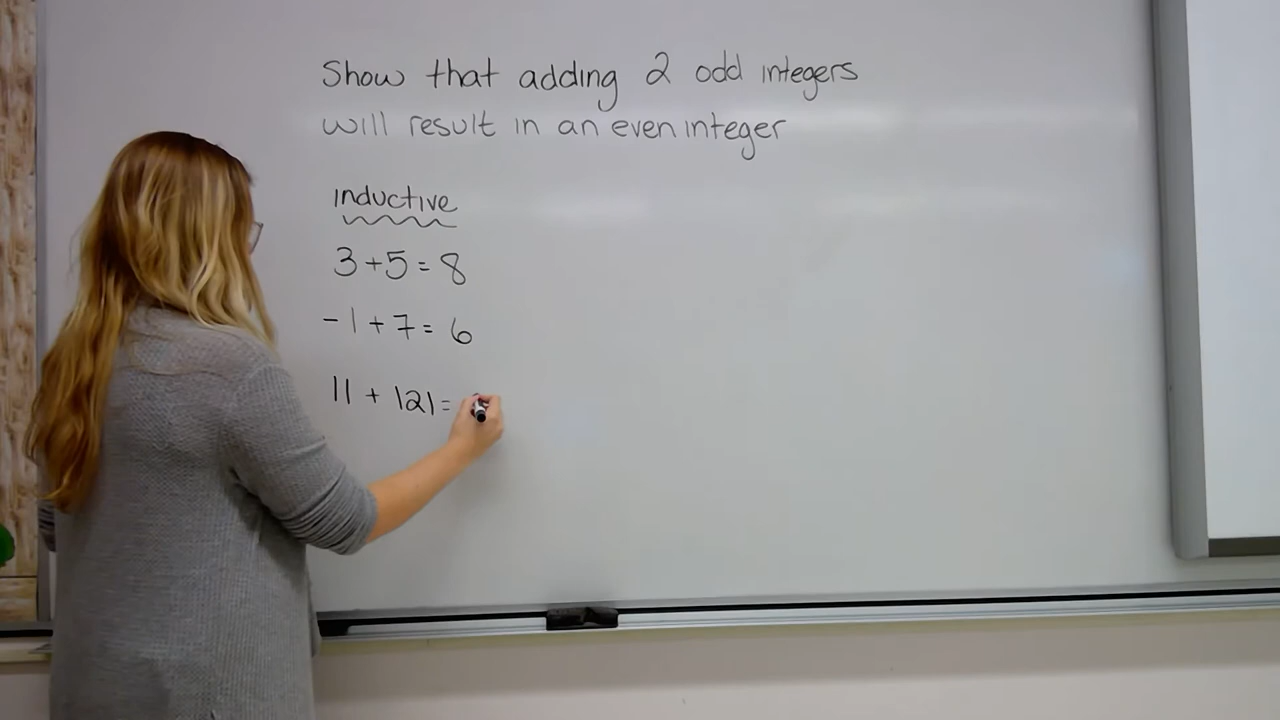 Show that adding 2 odd integers
will result in an even integer
inductive
3+5=8
-1+7=6
11+121=